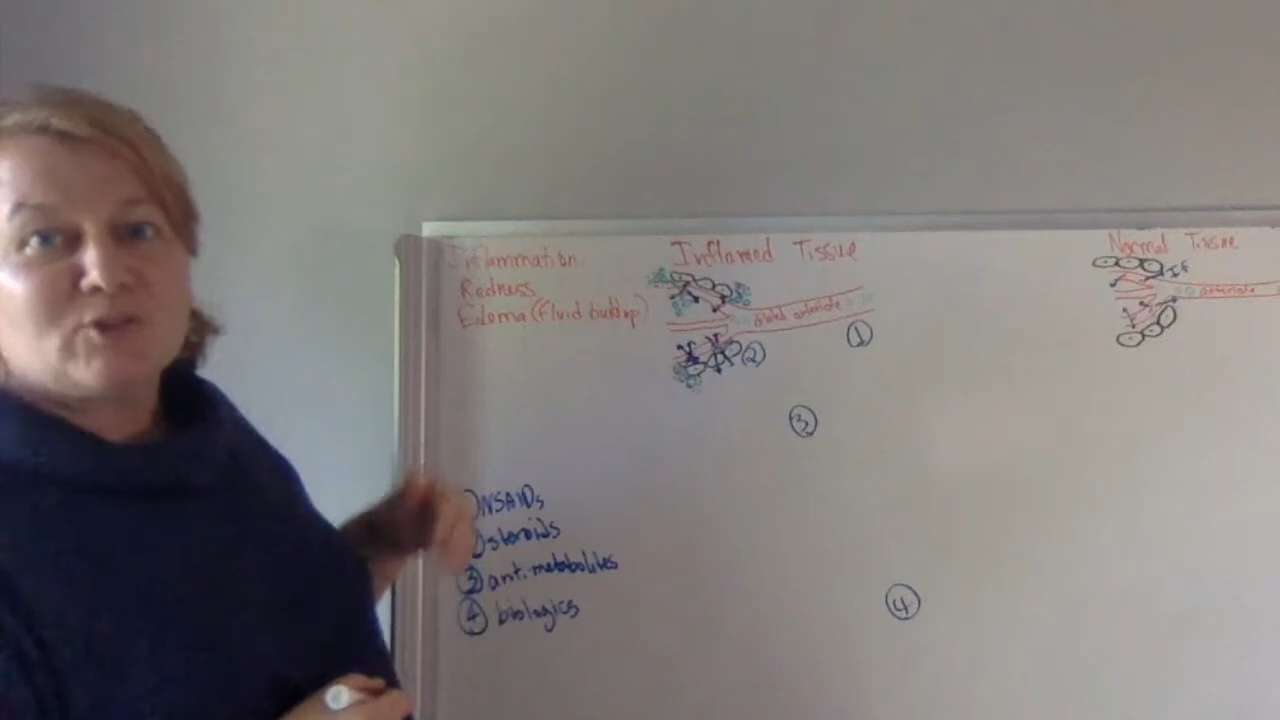 Inflammation
Redness
Edema (fluid buildup)
Inflamed Tissue
dilated arteriole
①
②
③
Normal Tissue
arteriole
① NSAIDs
② steroids
③ anti-metabolites
④ biologics
④